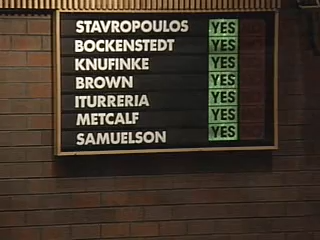 STAVROPOULOS YES
BOCKENSTEDT YES
KNUFINKE YES
BROWN YES
ITURRERIA YES
METCALF YES
SAMUELSON YES